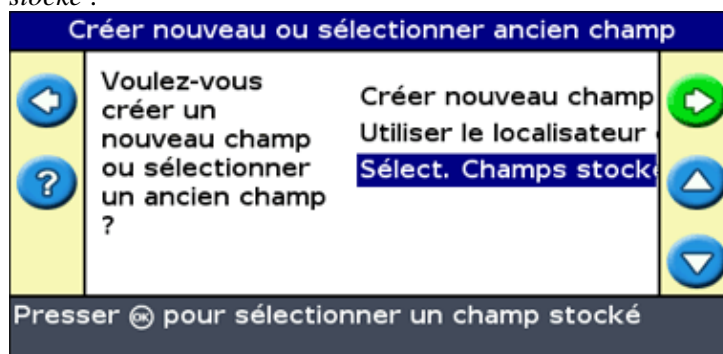 stocké :
Créer nouveau ou sélectionner ancien champ
Voulez-vous
créer un
nouveau champ
ou sélectionner
un ancien champ
?
Créer nouveau champ
Utiliser le localisateur
Sélect. Champs
?
Presser OK pour sélectionner un champ stocké